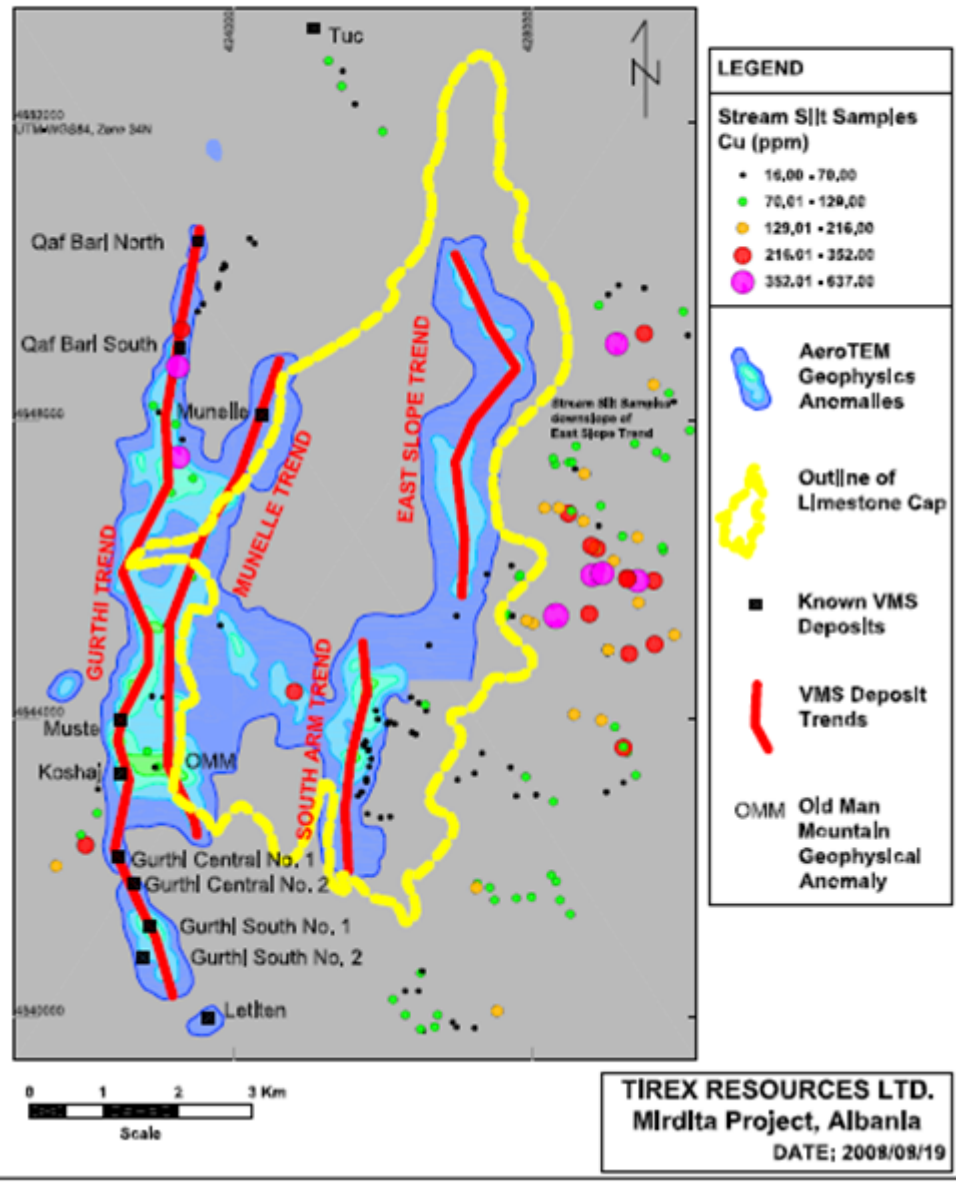 Tuc
424000
428000
N
4652000
UTM-WGS84, Zone 34N
Qaf Bari North
Qaf Bari South
Munelle
4648000
Stream Silt Samples
downslope of
East Slope Trend
EAST SLOPE TREND
MUNELLE TREND
GURTHI TREND
SOUTH ARM TREND
4644000
Muste
Koshaj
OMM
Gurthi Central No. 1
Gurthi Central No. 2
Gurthi South No. 1
Gurthi South No. 2
4640000
Letiten
LEGEND
Stream Silt Samples
Cu (ppm)
16.00 - 70.00
70.01 - 129.00
129.01 - 216.00
216.01 - 352.00
352.01 - 637.00
AeroTEM
Geophysics
Anomalies
Outline of
Limestone Cap
Known VMS
Deposits
VMS Deposit
Trends
OMM
Old Man
Mountain
Geophysical
Anomaly
0 1 2 3 Km
Scale
TIREX RESOURCES LTD.
Mirdita Project, Albania
DATE: 2008/08/19